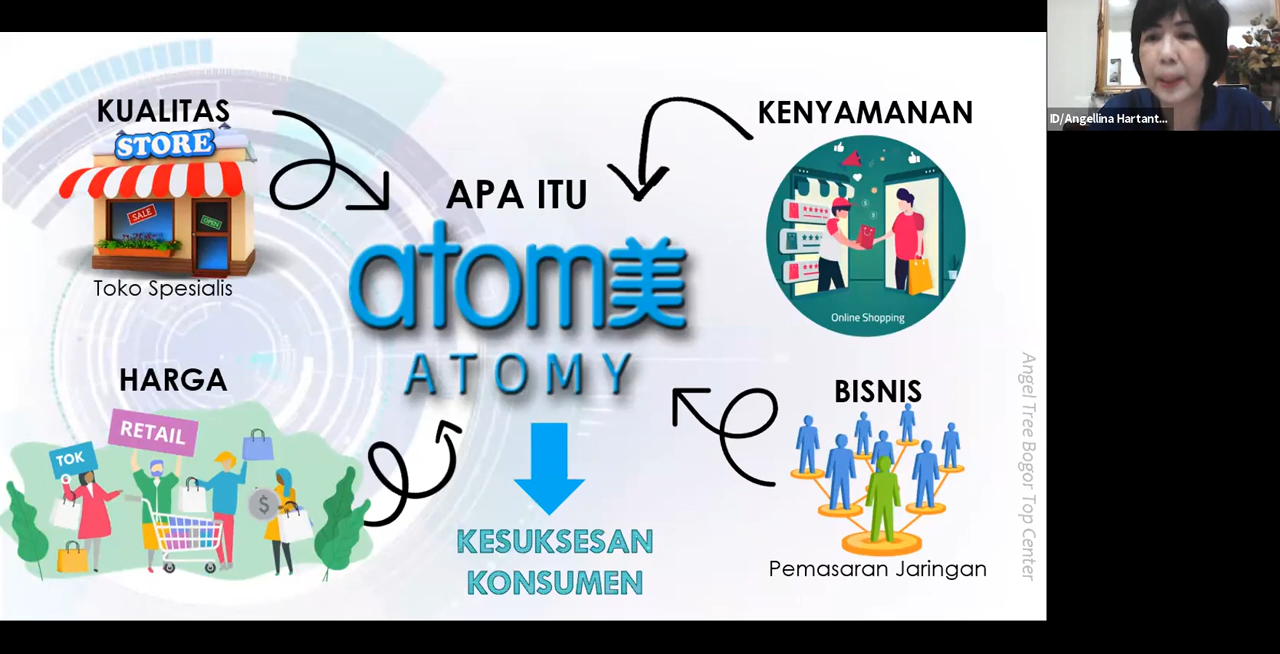 KUALITAS
STORE
SALE
OPEN
Toko Spesialis
HARGA
RETAIL
TOK
$
APA ITU
atom美
ATOMY
KESUKSESAN
KONSUMEN
KENYAMANAN
Online Shopping
BISNIS
Pemasaran Jaringan
Angel Tree Bogor Top Center
ID/Angellina Hartant...